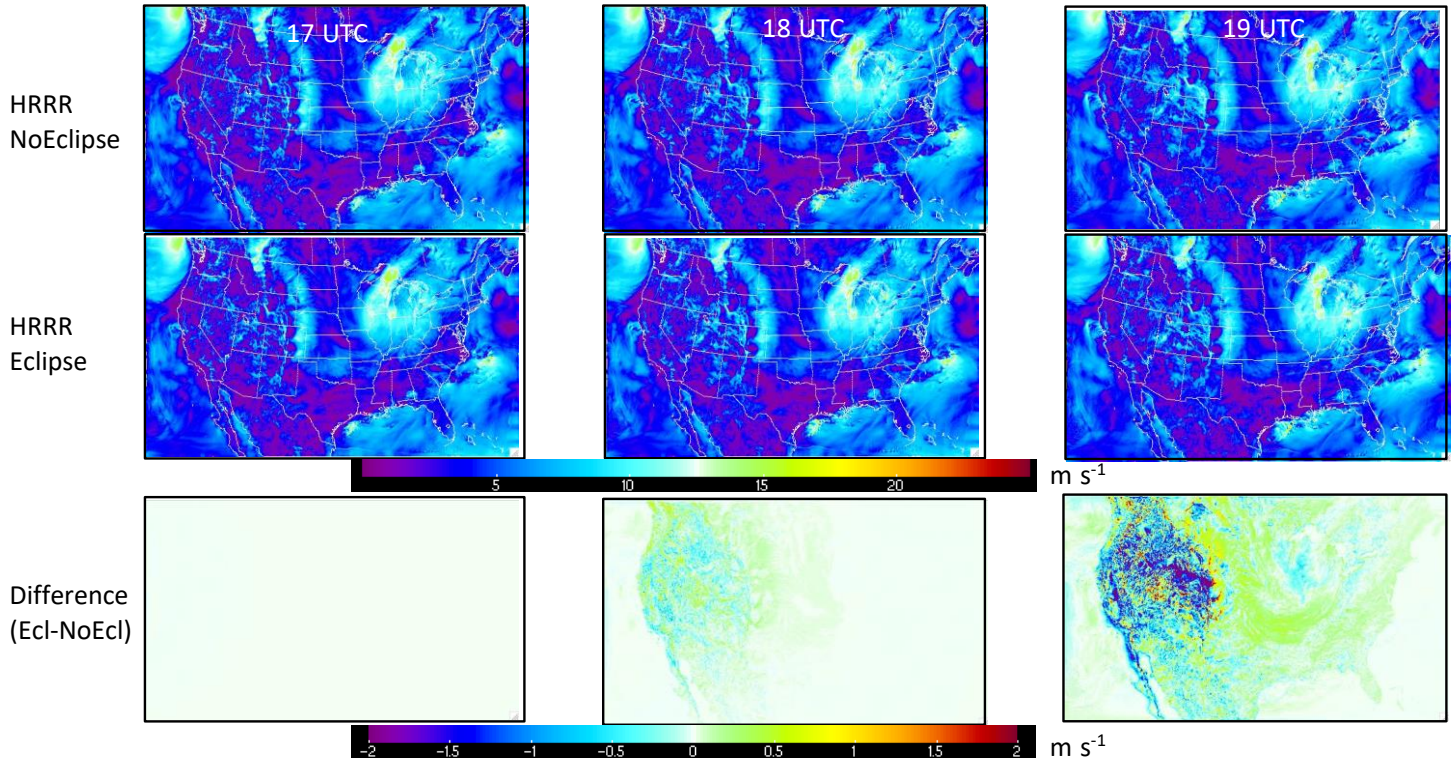 17 UTC
18 UTC
19 UTC
HRRR
NoEclipse
HRRR
Eclipse
5
10
15
20
m s-1
Difference
(Ecl-NoEcl)
−2
−1.5
−1
−0.5
0
0.5
1
1.5
2
m s-1